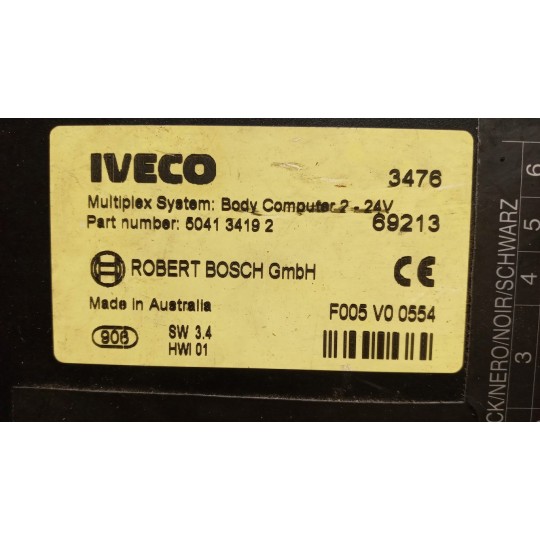 IVECO 3476
Multiplex System: Body Computer 2 - 24V
Part number: 5041 3419 2 69213
ROBERT BOSCH GmbH CE
Made in Australia F005 V0 0554
906 SW 3.4
HWI 01
CK/NERO/NOIR/SCHWARZ
3 4 5 6